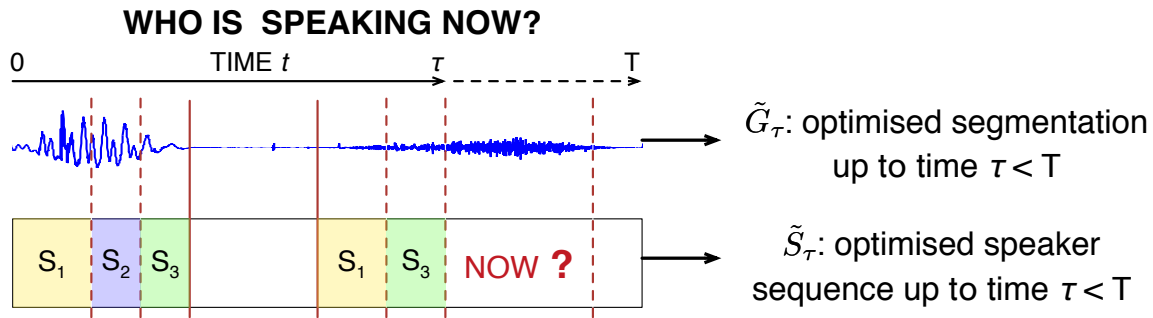 WHO IS SPEAKING NOW?
0 TIME t τ T
G̃τ: optimised segmentation
up to time τ < T
S1 S2 S3 S1 S3 NOW ?
S̃τ: optimised speaker
sequence up to time τ < T